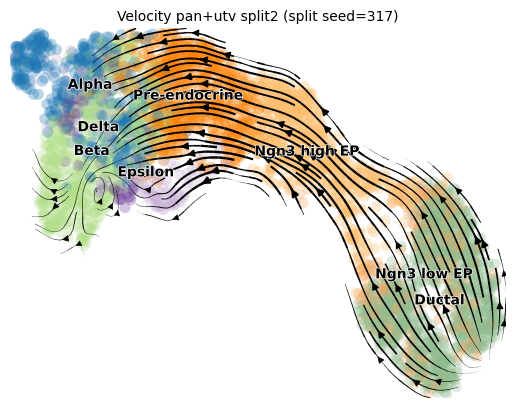 Velocity pan+utv split2 (split seed=317)
Alpha
Pre-endocrine
Delta
Beta
Ngn3 high EP
Epsilon
Ngn3 low EP
Ductal